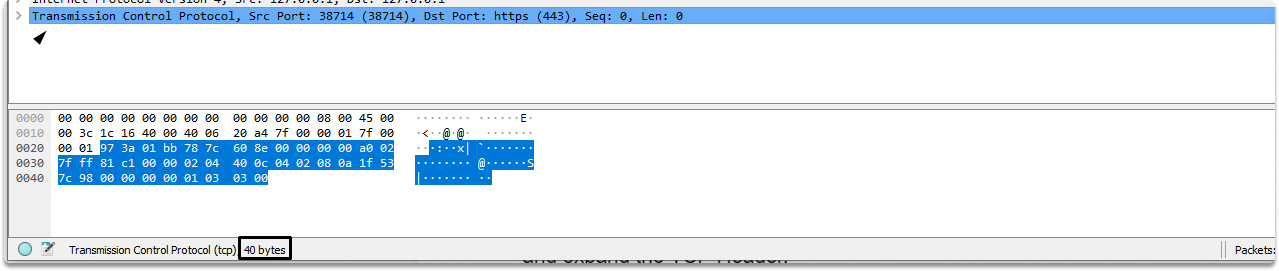 Internet Protocol Version 4, Src: 127.0.0.1, Dst: 127.0.0.1
Transmission Control Protocol, Src Port: 38714 (38714), Dst Port: https (443), Seq: 0, Len: 0
0000 00 00 00 00 00 00 00 00 00 00 00 00 08 00 45 00 ········ ······E·
0010 00 3c 1c 16 40 00 40 06 20 a4 7f 00 00 01 7f 00 ·<··@·@· ·······
0020 00 01 97 3a 01 bb 78 7c 60 8e 00 00 00 00 a0 02 ···:··x| `·······
0030 7f ff 81 c1 00 00 02 04 40 0c 04 02 08 0a 1f 53 ········ @······S
0040 7c 98 00 00 00 00 01 03 03 00 |······· ··
Transmission Control Protocol (tcp), 40 bytes Packets:
and expand the TCP Header.